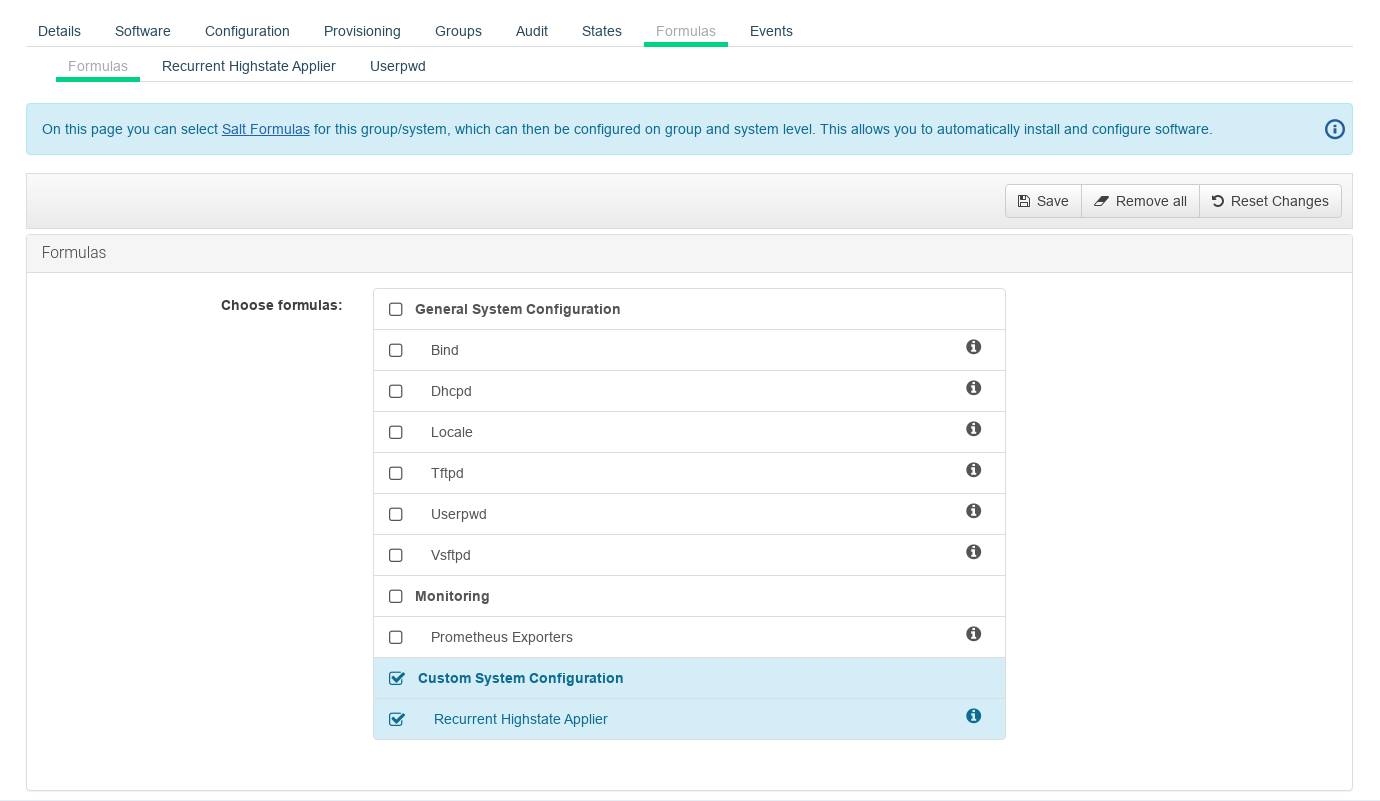 Details Software Configuration Provisioning Groups Audit States Formulas Events
Formulas Recurrent Highstate Applier Userpwd
On this page you can select Salt Formulas for this group/system, which can then be configured on group and system level. This allows you to automatically install and configure software.
Save Remove all Reset Changes
Formulas
Choose formulas:
General System Configuration
Bind
Dhcpd
Locale
Tftpd
Userpwd
Vsftpd
Monitoring
Prometheus Exporters
Custom System Configuration
Recurrent Highstate Applier